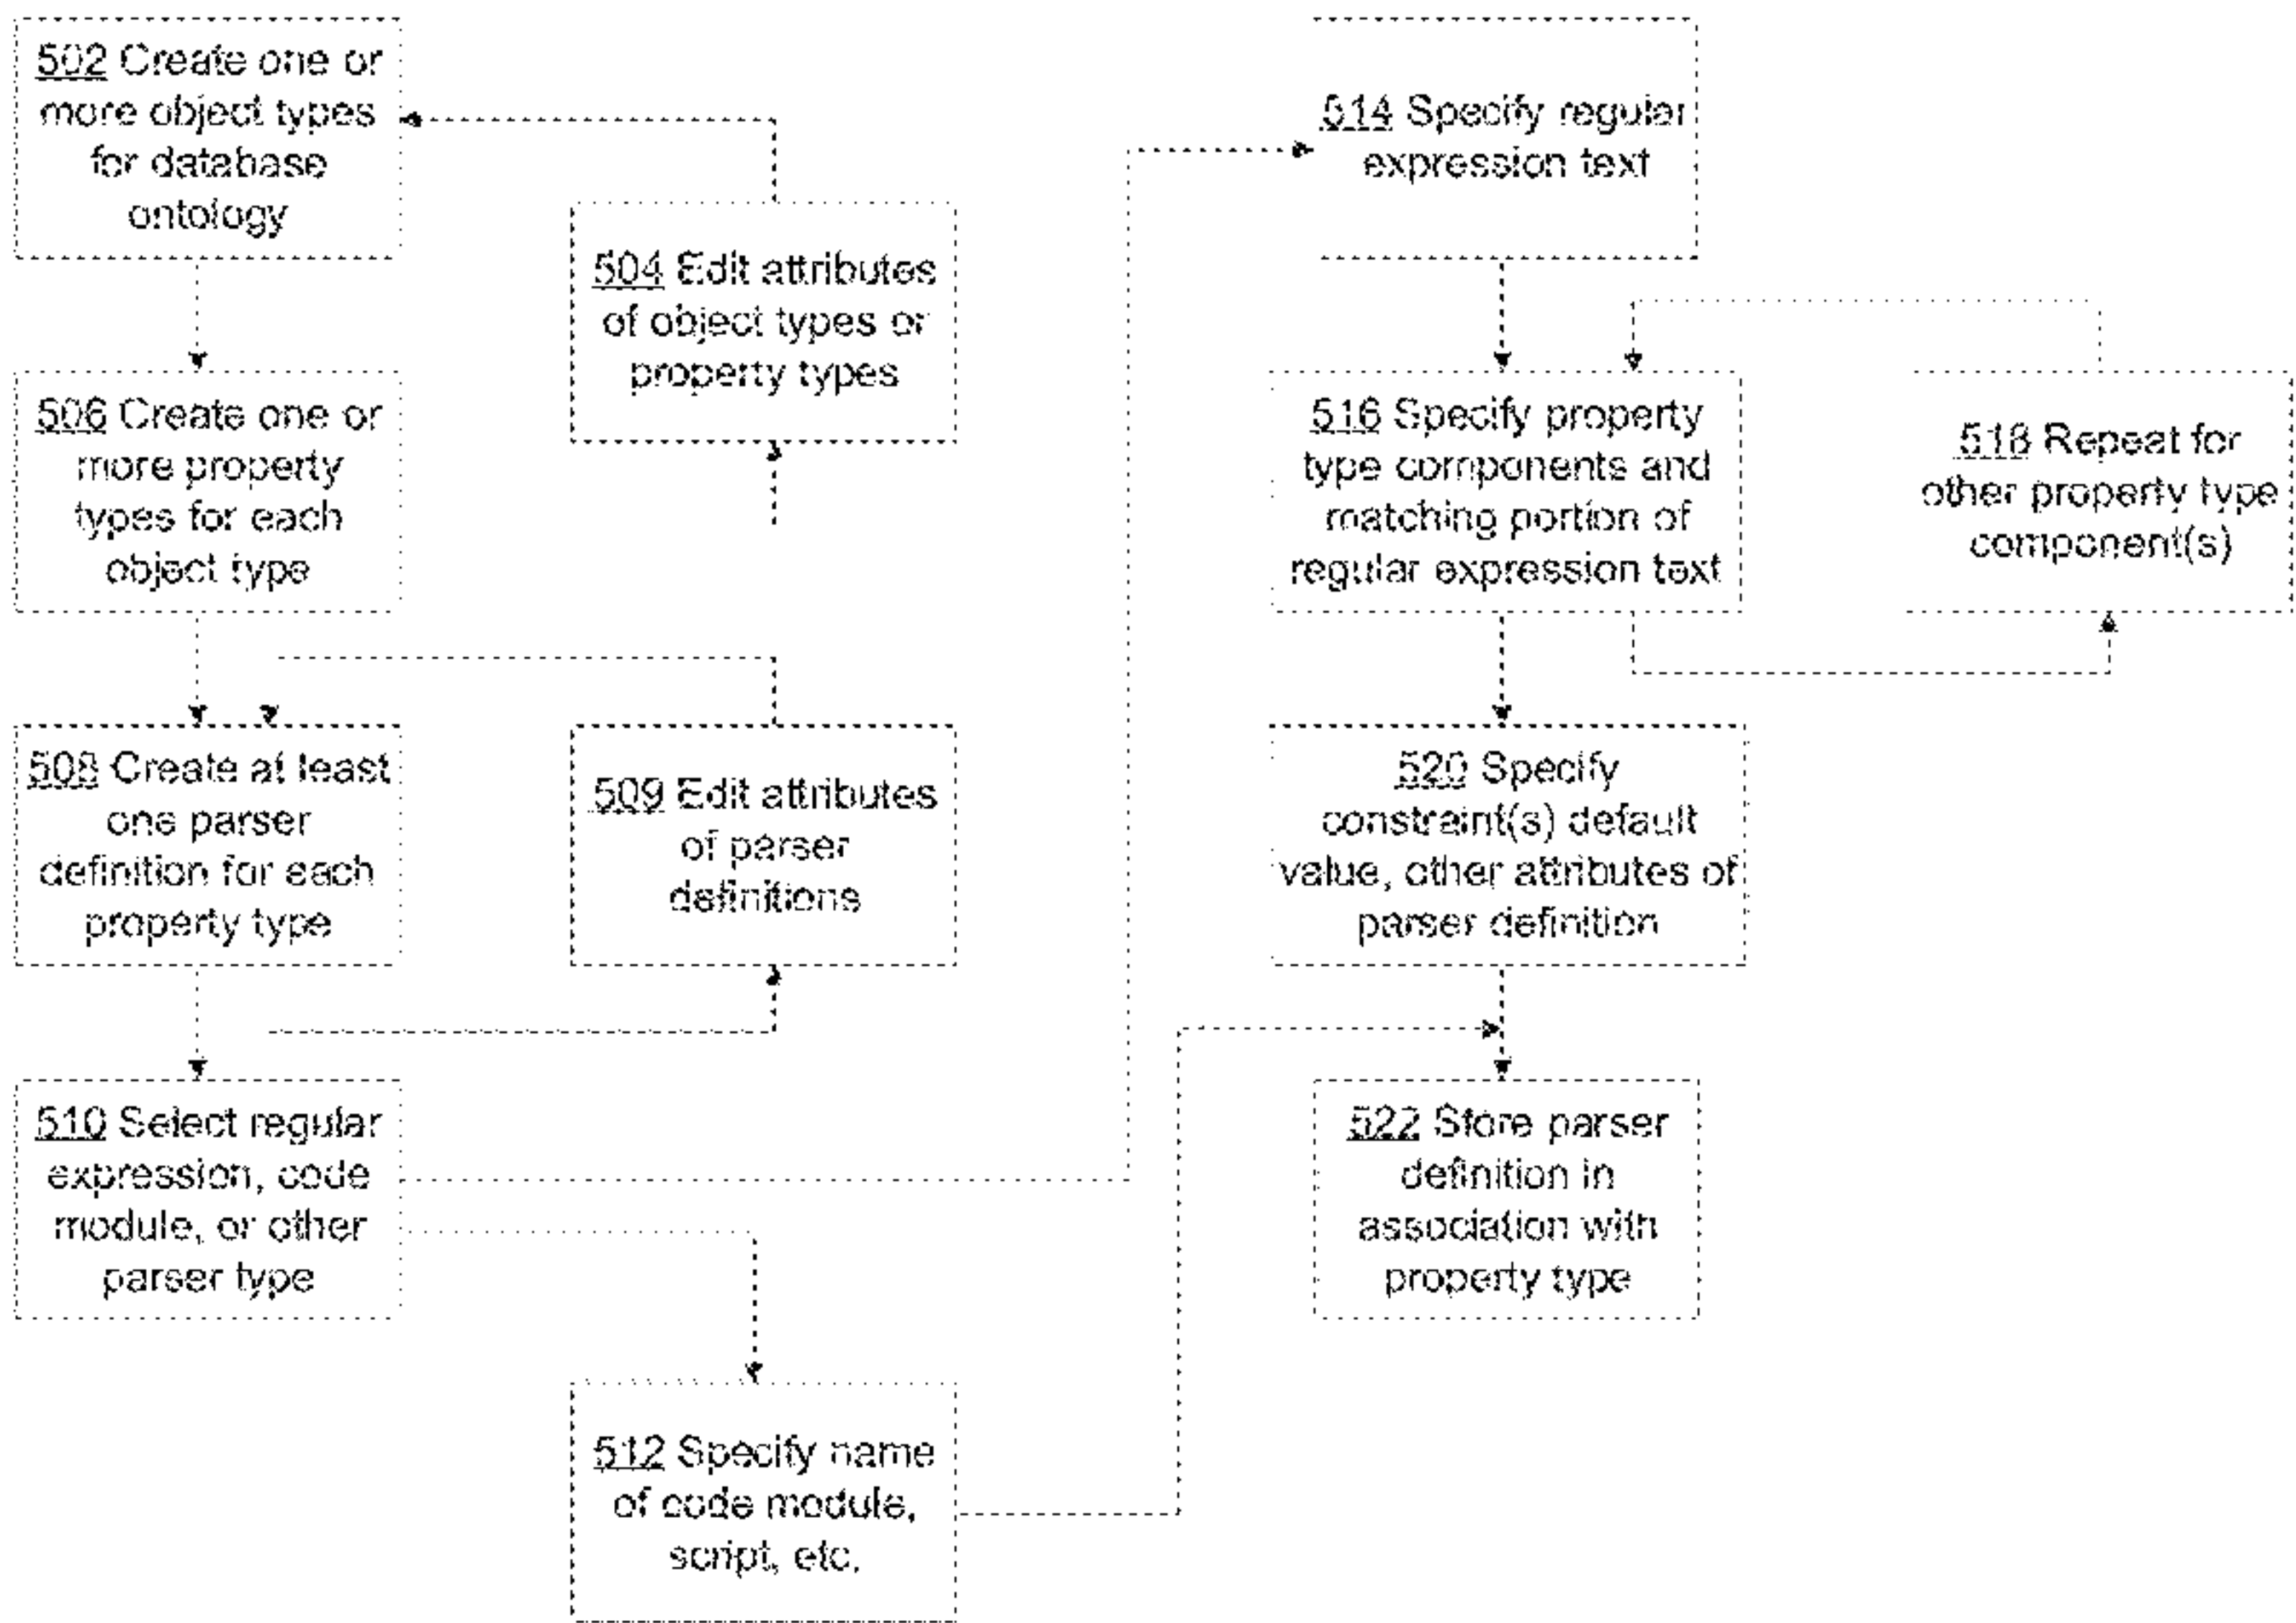 502 Create one or
more object types
for database
ontology
504 Edit attributes
of object types or
property types
506 Create one or
more property
types for each
object type
508 Create at least
one parser
definition for each
property type
509 Edit attributes
of parser
definitions
510 Select regular
expression, code
module, or other
parser type
512 Specify name
of code module,
script, etc.
514 Specify regular
expression text
516 Specify property
type components and
matching portion of
regular expression text
518 Repeat for
other property type
component(s)
520 Specify
constraint(s) default
value, other attributes of
parser definition
522 Store parser
definition in
association with
property type